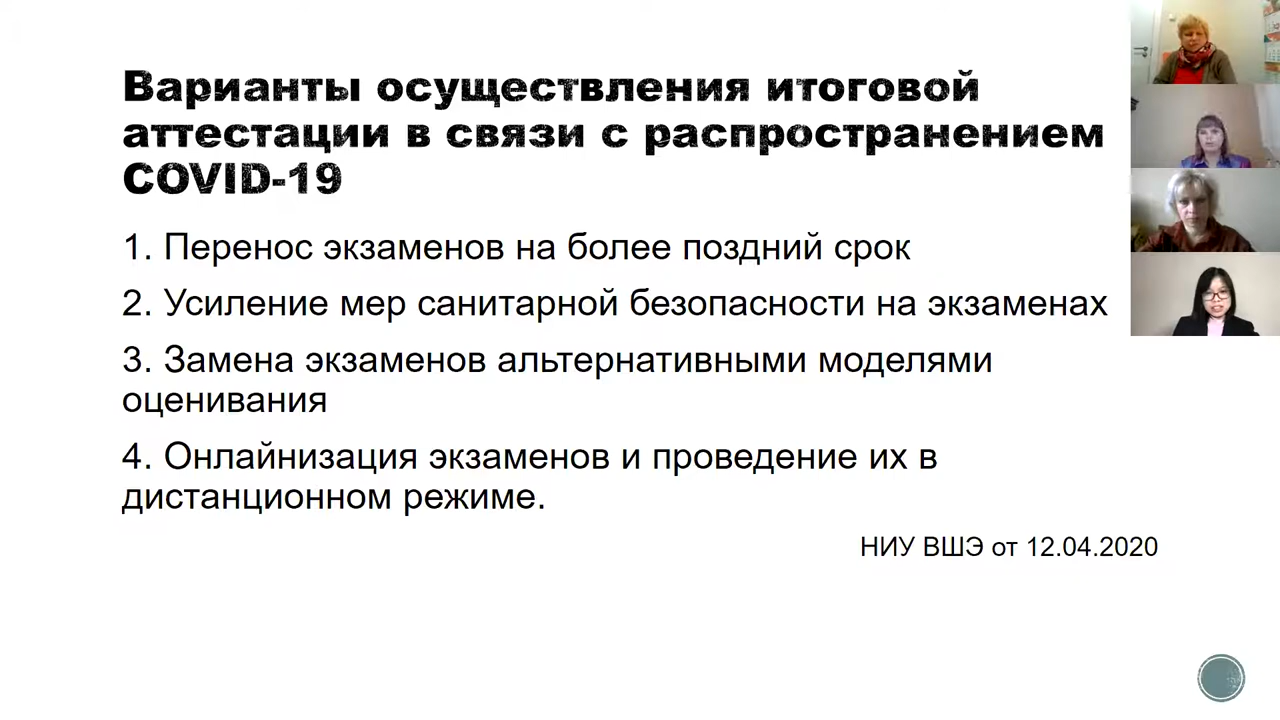 Варианты осуществления итоговой
аттестации в связи с распространением
COVID-19
1. Перенос экзаменов на более поздний срок
2. Усиление мер санитарной безопасности на экзаменах
3. Замена экзаменов альтернативными моделями
оценивания
4. Онлайнизация экзаменов и проведение их в
дистанционном режиме.
НИУ ВШЭ от 12.04.2020